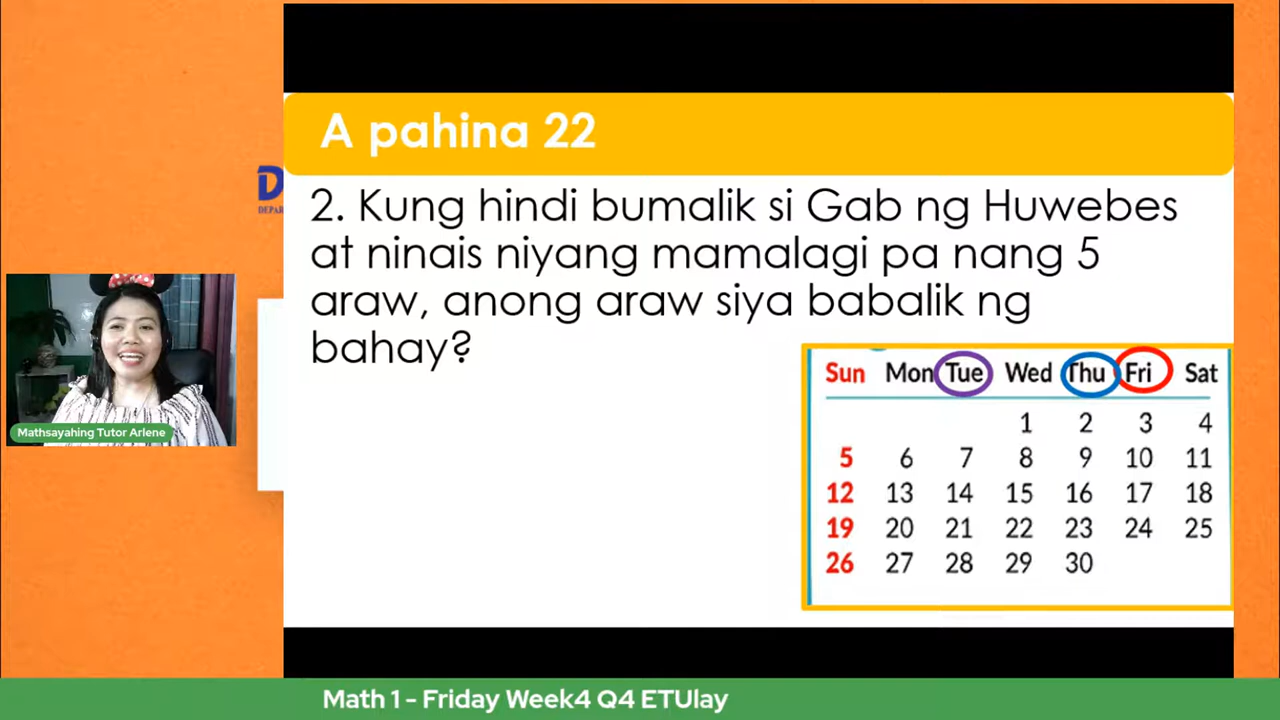 A pahina 22
2. Kung hindi bumalik si Gab ng Huwebes
at ninais niyang mamalagi pa nang 5
araw, anong araw siya babalik ng
bahay?
Sun Mon Tue Wed Thu Fri Sat
1 2 3 4
5 6 7 8 9 10 11
12 13 14 15 16 17 18
19 20 21 22 23 24 25
26 27 28 29 30
Mathsayahing Tutor Arlene
Math 1 - Friday Week4 Q4 ETUlay